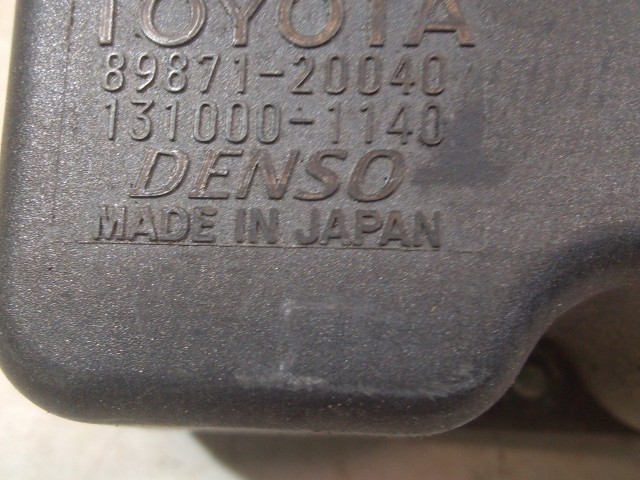 TOYOTA
89871-20040
131000-1140
DENSO
MADE IN JAPAN